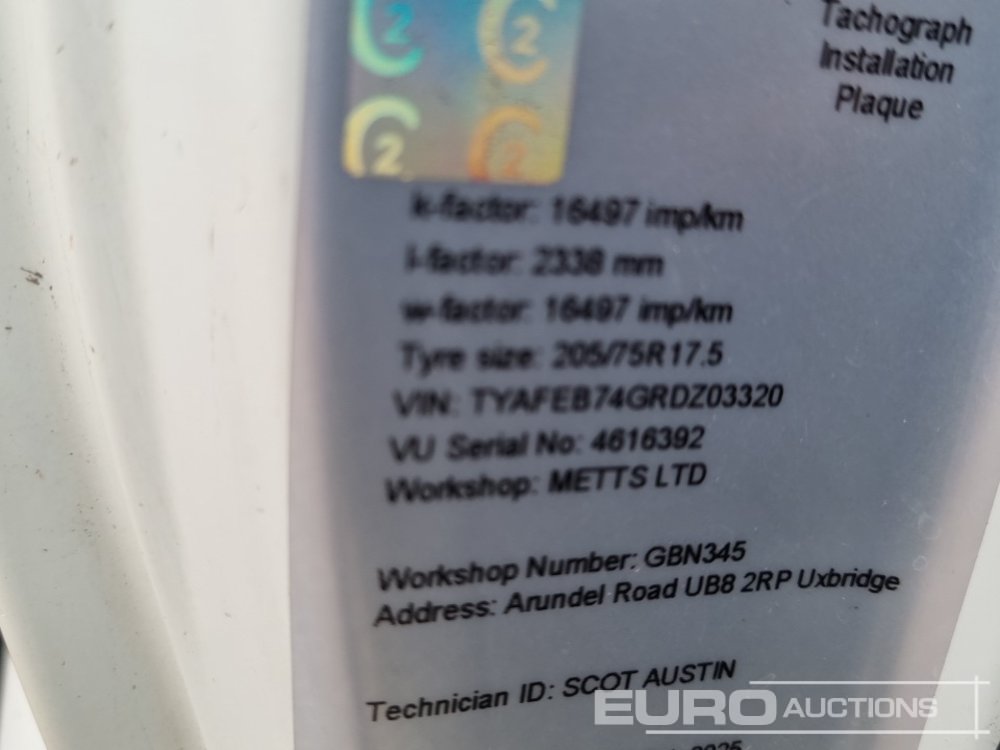 Tachograph
Installation
Plaque
k-factor: 16497 imp/km
l-factor: 2338 mm
w-factor: 16497 imp/km
Tyre size: 205/75R17.5
VIN: TYAFEB74GRDZ03320
VU Serial No: 4616392
Workshop: METTS LTD
Workshop Number: GBN345
Address: Arundel Road UB8 2RP Uxbridge
Technician ID: SCOT AUSTIN
2025
EURO AUCTIONS